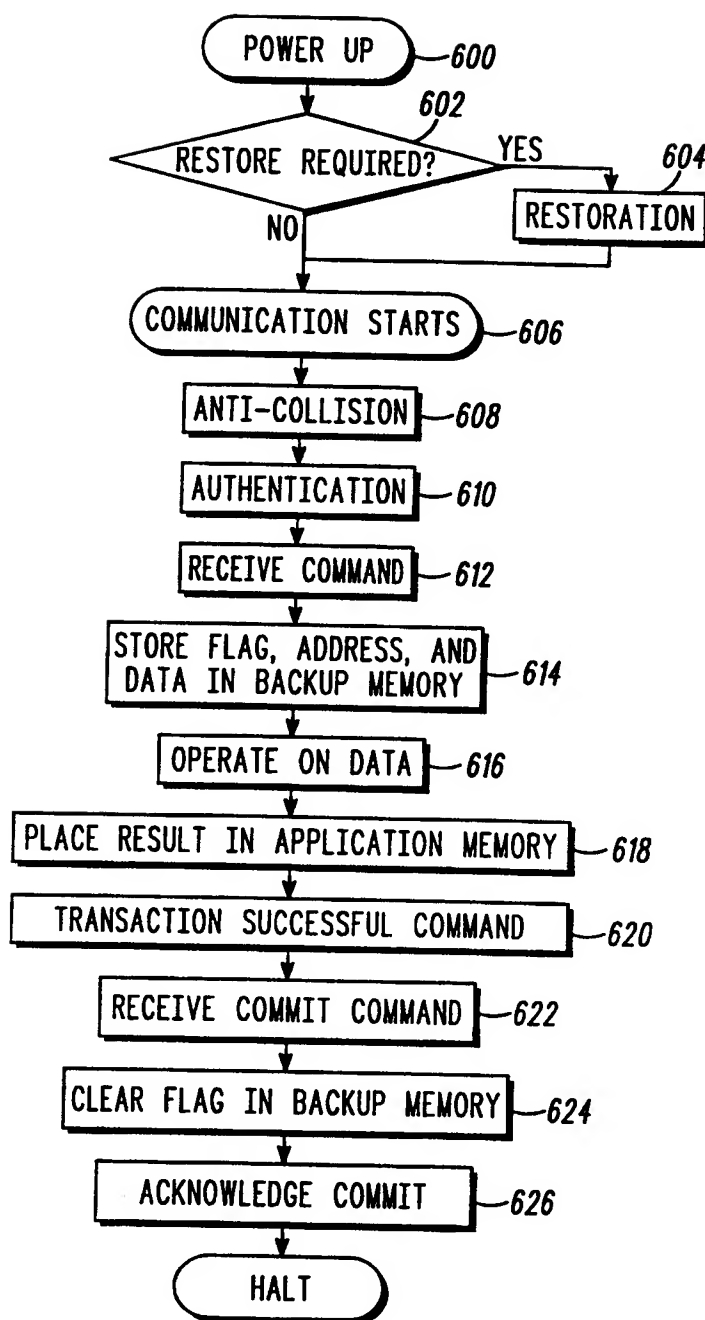 POWER UP
600
602
RESTORE REQUIRED?
YES
604
RESTORATION
NO
COMMUNICATION STARTS
606
ANTI-COLLISION
608
AUTHENTICATION
610
RECEIVE COMMAND
612
STORE FLAG, ADDRESS, AND
DATA IN BACKUP MEMORY
614
OPERATE ON DATA
616
PLACE RESULT IN APPLICATION MEMORY
618
TRANSACTION SUCCESSFUL COMMAND
620
RECEIVE COMMIT COMMAND
622
CLEAR FLAG IN BACKUP MEMORY
624
ACKNOWLEDGE COMMIT
626
HALT